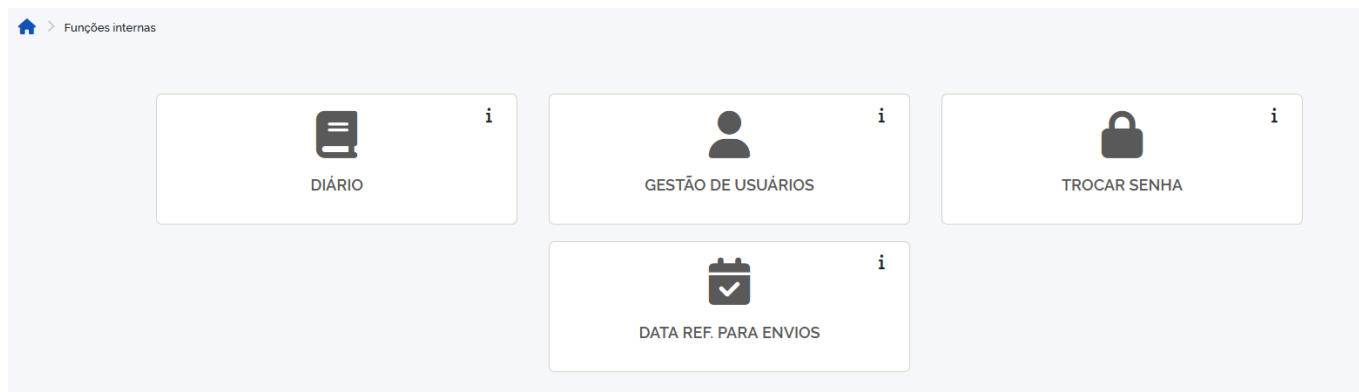 Funções internas
i
DIÁRIO
i
GESTÃO DE USUÁRIOS
i
TROCAR SENHA
i
DATA REF. PARA ENVIOS